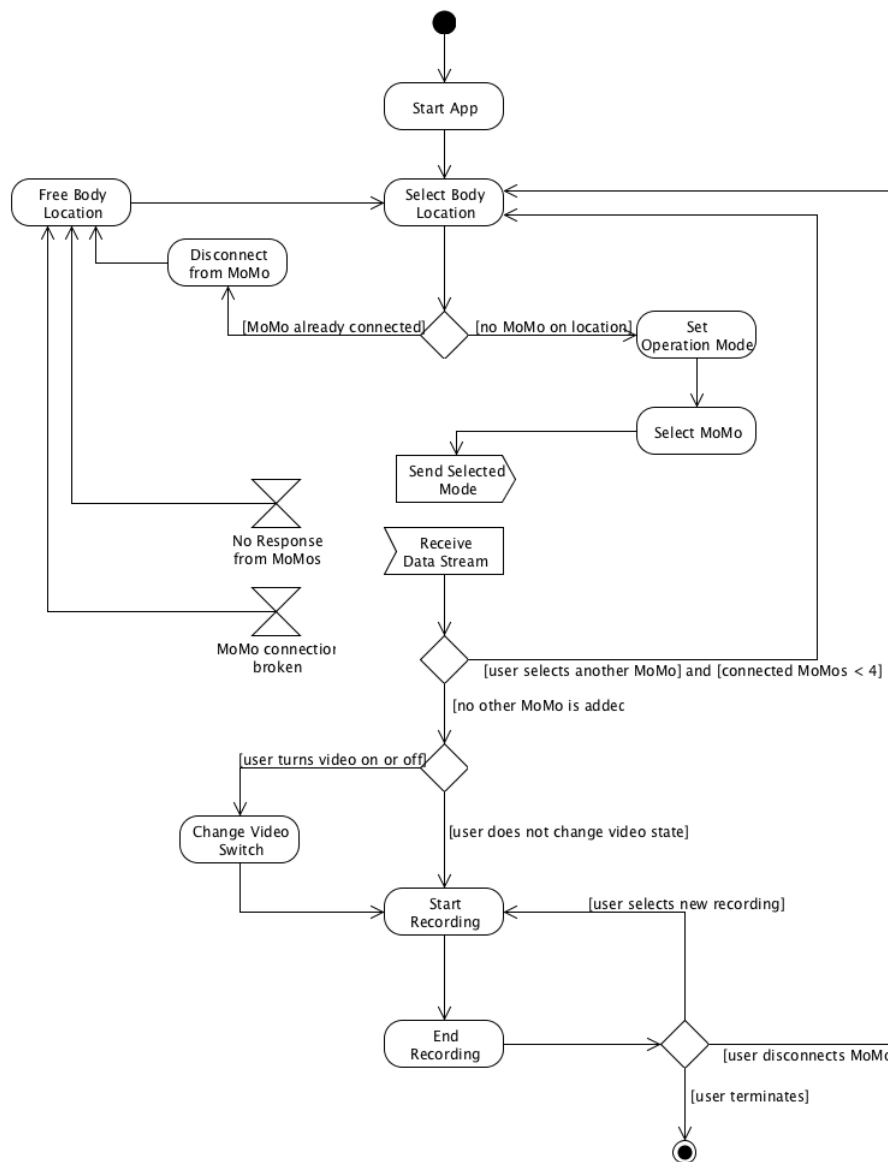 Start App
Free Body
Location
Select Body
Location
Disconnect
from MoMo
[MoMo already connected]
[no MoMo on location]
Set
Operation Mode
Select MoMo
Send Selected
Mode
No Response
from MoMos
Receive
Data Stream
MoMo connection
broken
[user selects another MoMo] and [connected MoMos < 4]
[no other MoMo is added
[user turns video on or off]
Change Video
Switch
[user does not change video state]
Start
Recording
[user selects new recording]
End
Recording
[user disconnects MoMo
[user terminates]